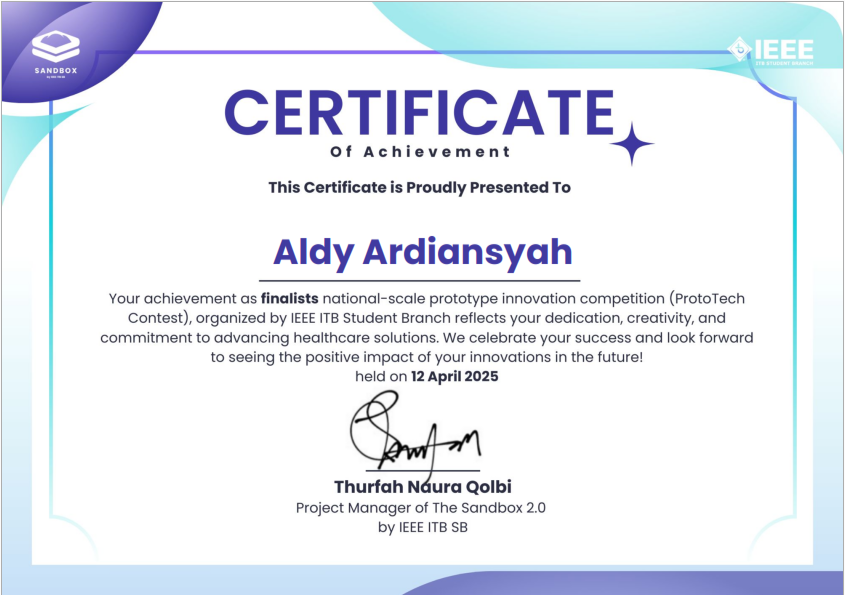 SANDBOX
IEEE
ITB STUDENT BRANCH
CERTIFICATE
Of Achievement
This Certificate is Proudly Presented To
Aldy Ardiansyah
Your achievement as finalists national-scale prototype innovation competition (ProtoTech
Contest), organized by IEEE ITB Student Branch reflects your dedication, creativity, and
commitment to advancing healthcare solutions. We celebrate your success and look forward
to seeing the positive impact of your innovations in the future!
held on 12 April 2025
Thurfah Naura Qolbi
Project Manager of The Sandbox 2.0
by IEEE ITB SB